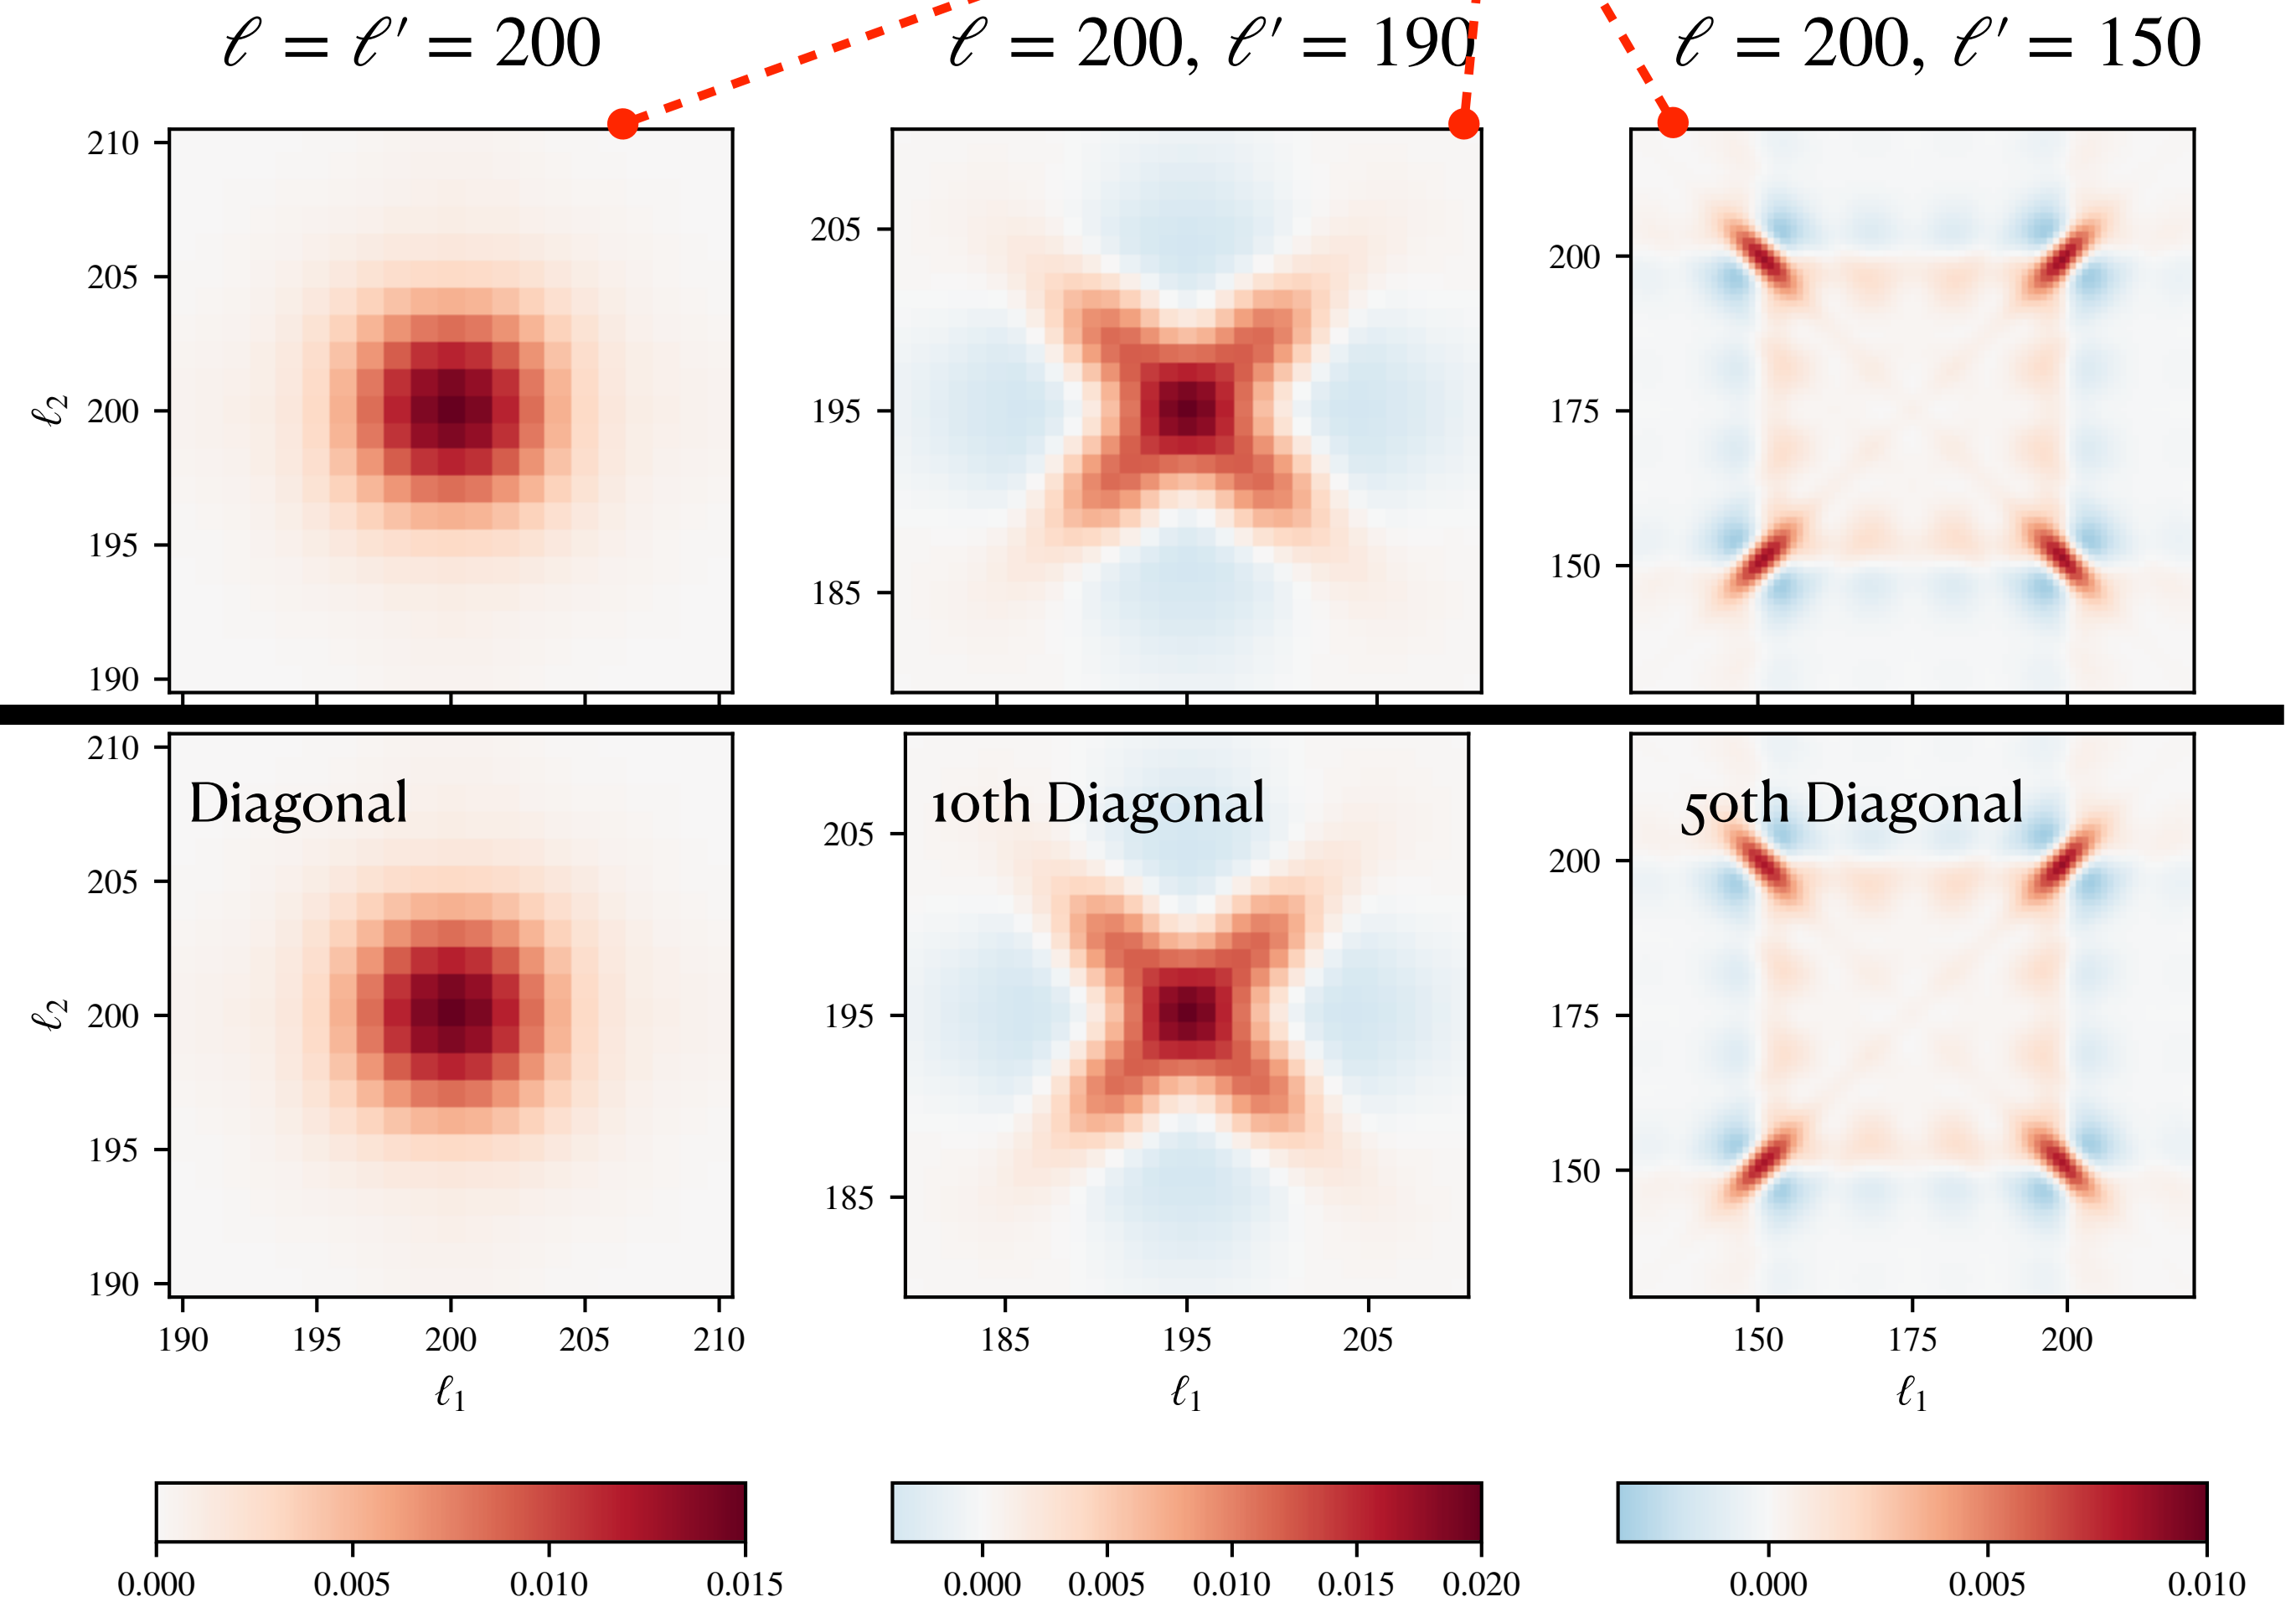 ℓ = ℓ′ = 200
ℓ = 200, ℓ′ = 190
ℓ = 200, ℓ′ = 150
210
205
200
195
190
ℓ₂
205
195
185
200
175
150
Diagonal
10th Diagonal
50th Diagonal
210
205
200
195
190
ℓ₂
205
195
185
200
175
150
190 195 200 205 210
185 195 205
150 175 200
ℓ₁
ℓ₁
ℓ₁
0.000 0.005 0.010 0.015
0.000 0.005 0.010 0.015 0.020
0.000 0.005 0.010